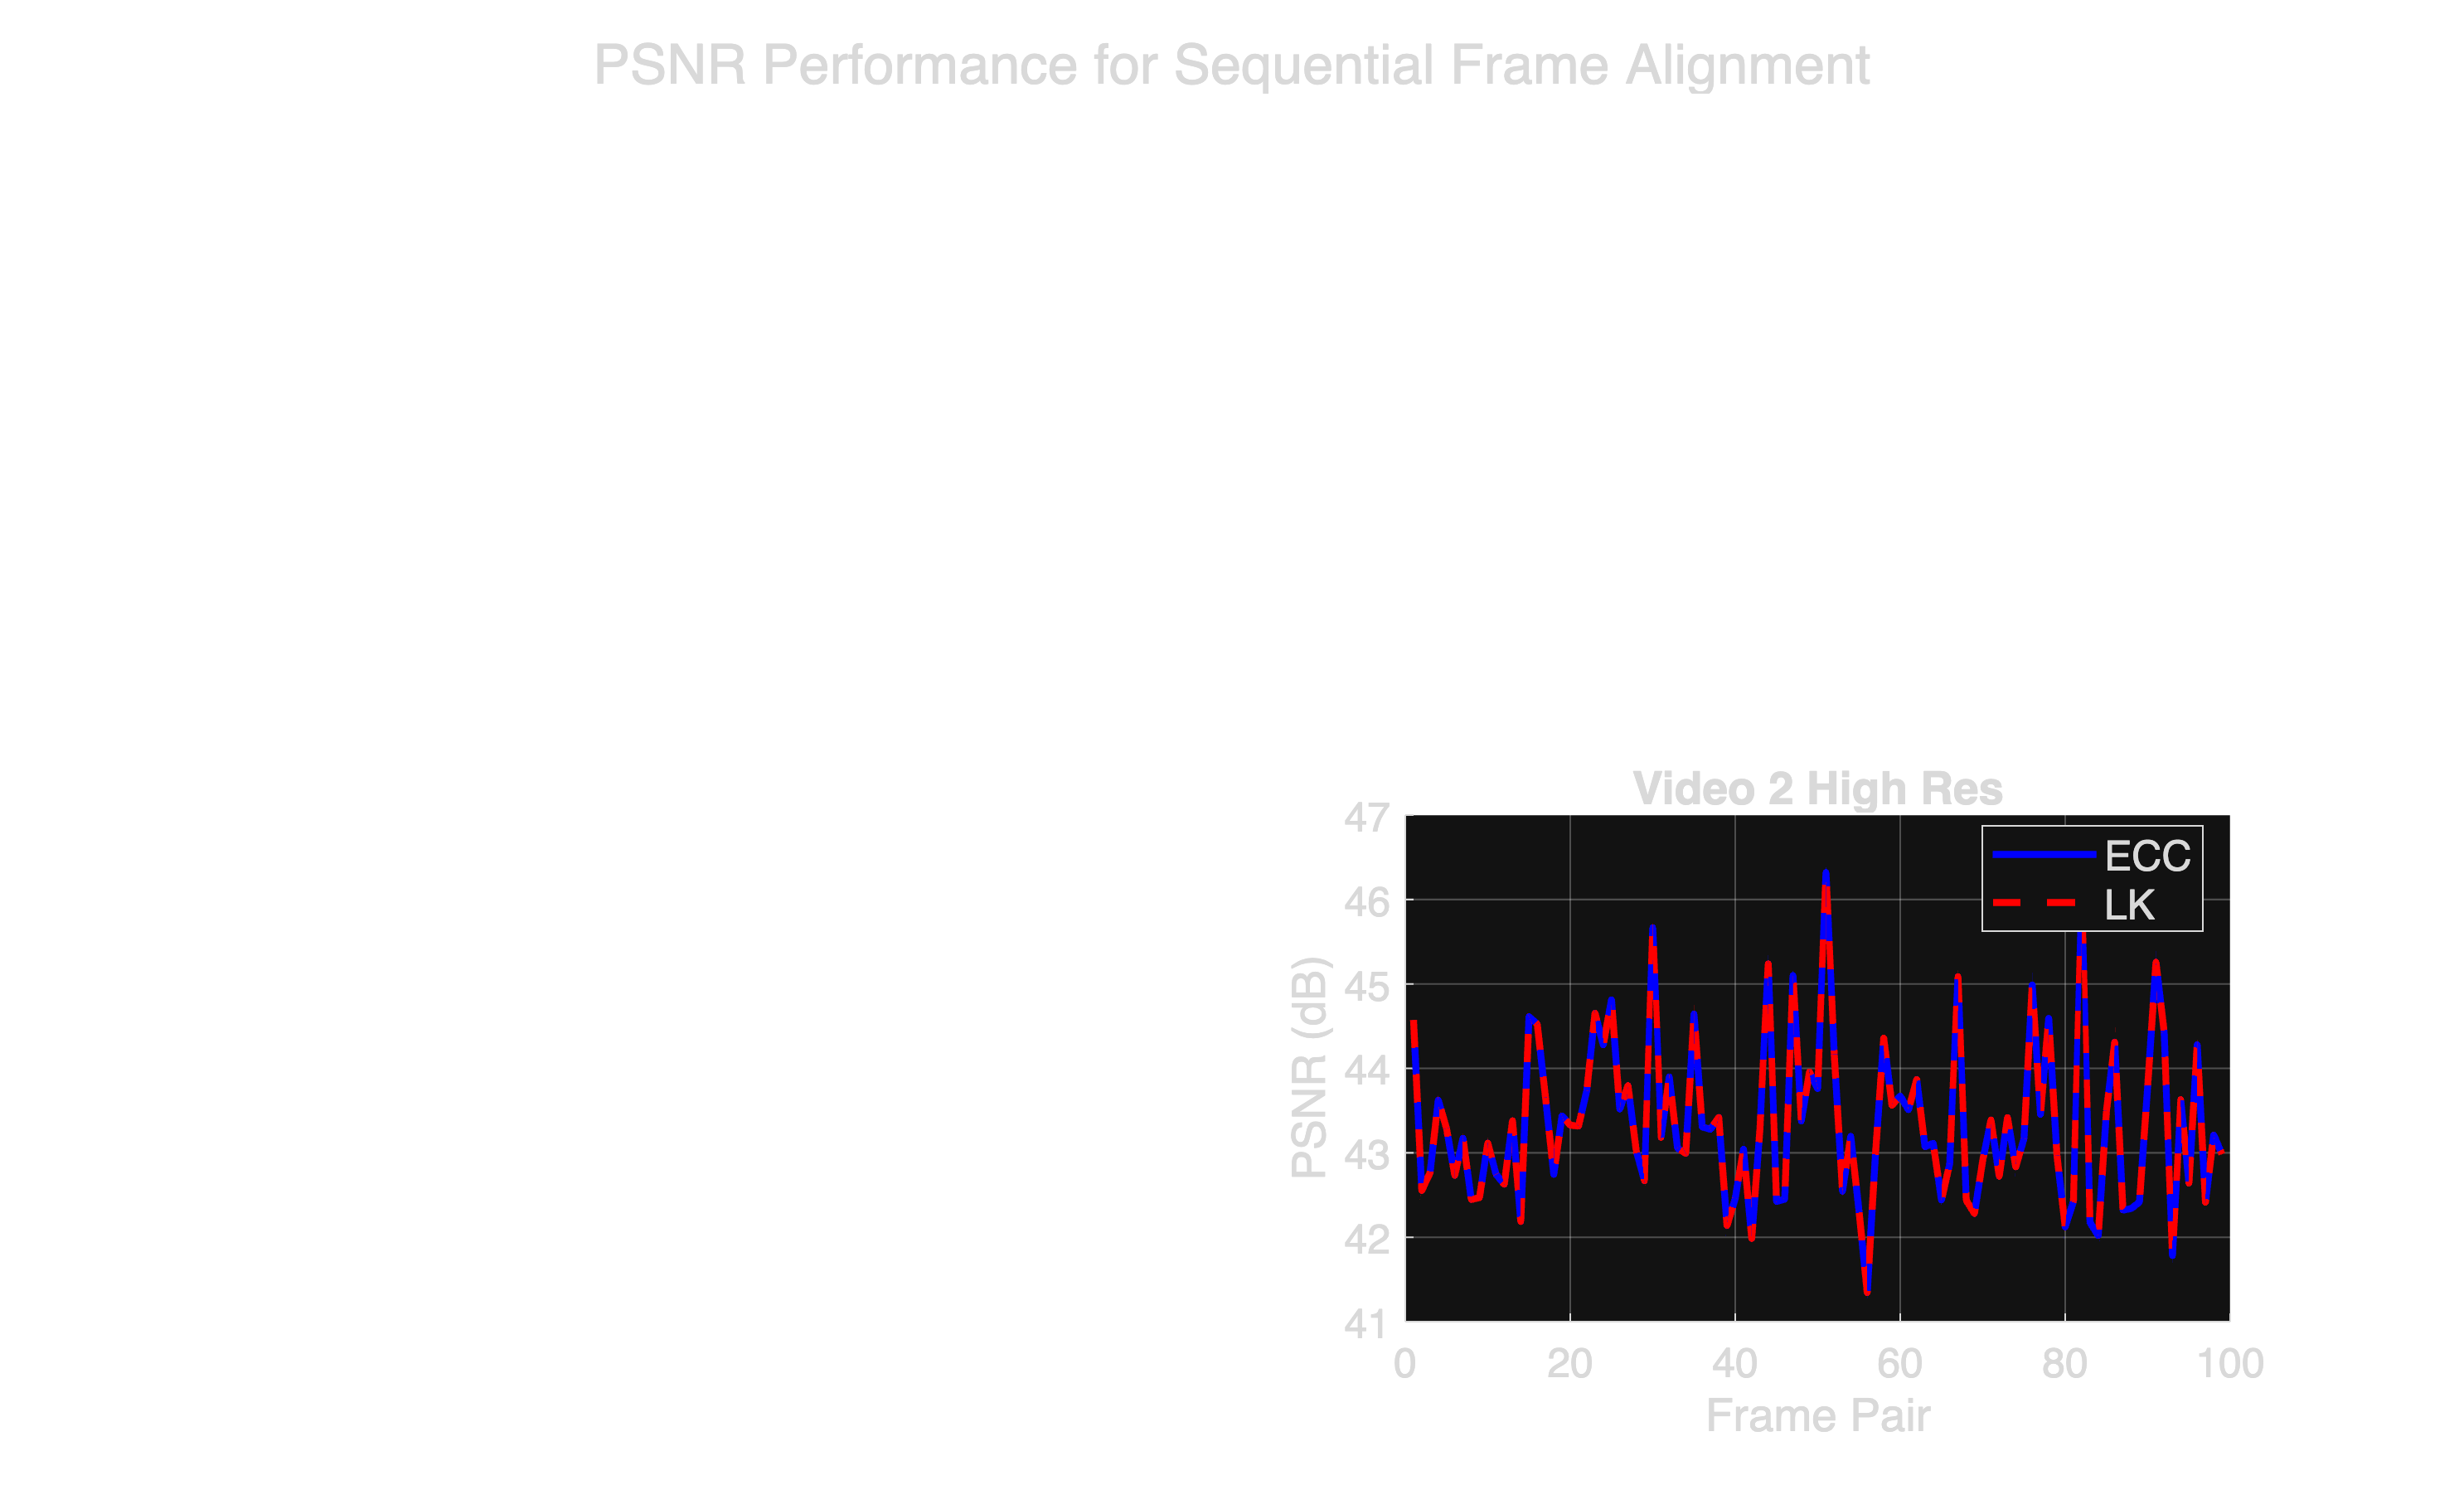 PSNR Performance for Sequential Frame Alignment
Video 2 High Res
47
46
45
44
43
42
41
PSNR (dB)
ECC
LK
0 20 40 60 80 100
Frame Pair